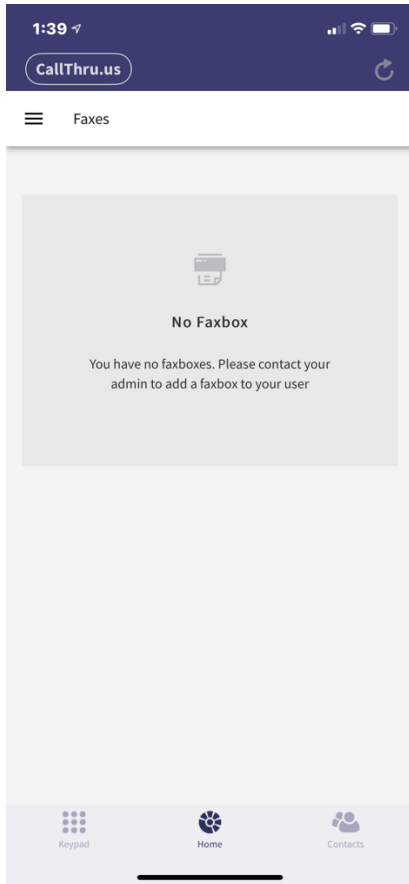 1:39
CallThru.us
Faxes
No Faxbox
You have no faxboxes. Please contact your
admin to add a faxbox to your user
Keypad
Home
Contacts